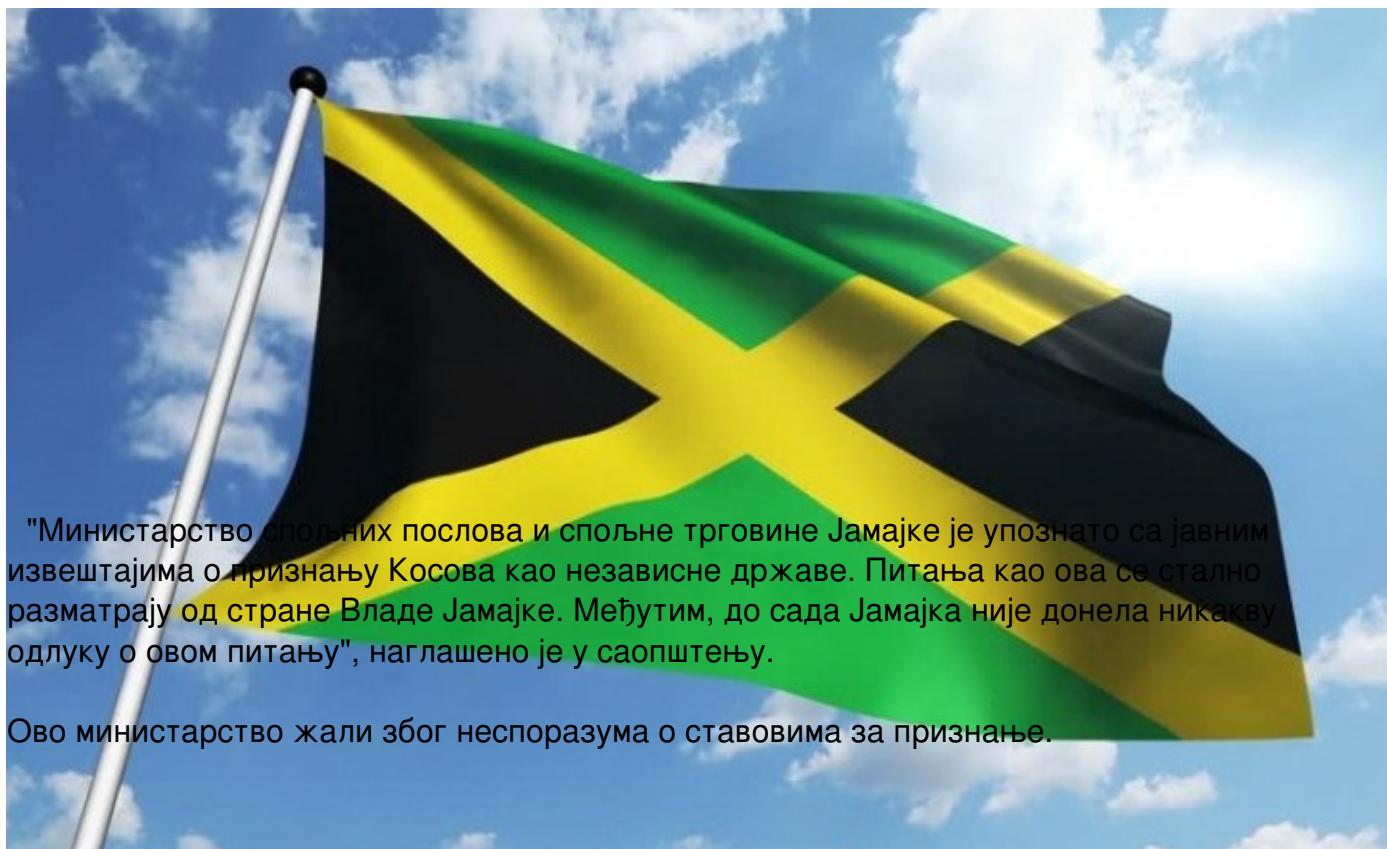 "Министарство спољних послова и спољне трговине Јамајке је упознато са јавним
извештајима о признању Косова као независне државе. Питања као ова се стално
разматрају од стране Владе Јамајке. Међутим, до сада Јамајка није донела никакву
одлуку о овом питању", наглашено је у саопштењу.
Ово министарство жали због неспоразума о ставовима за признање.